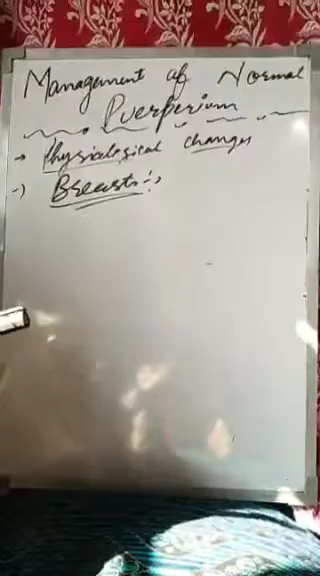 Management of Normal
Puerperium
→ Physiological changes
-) Breasts :-